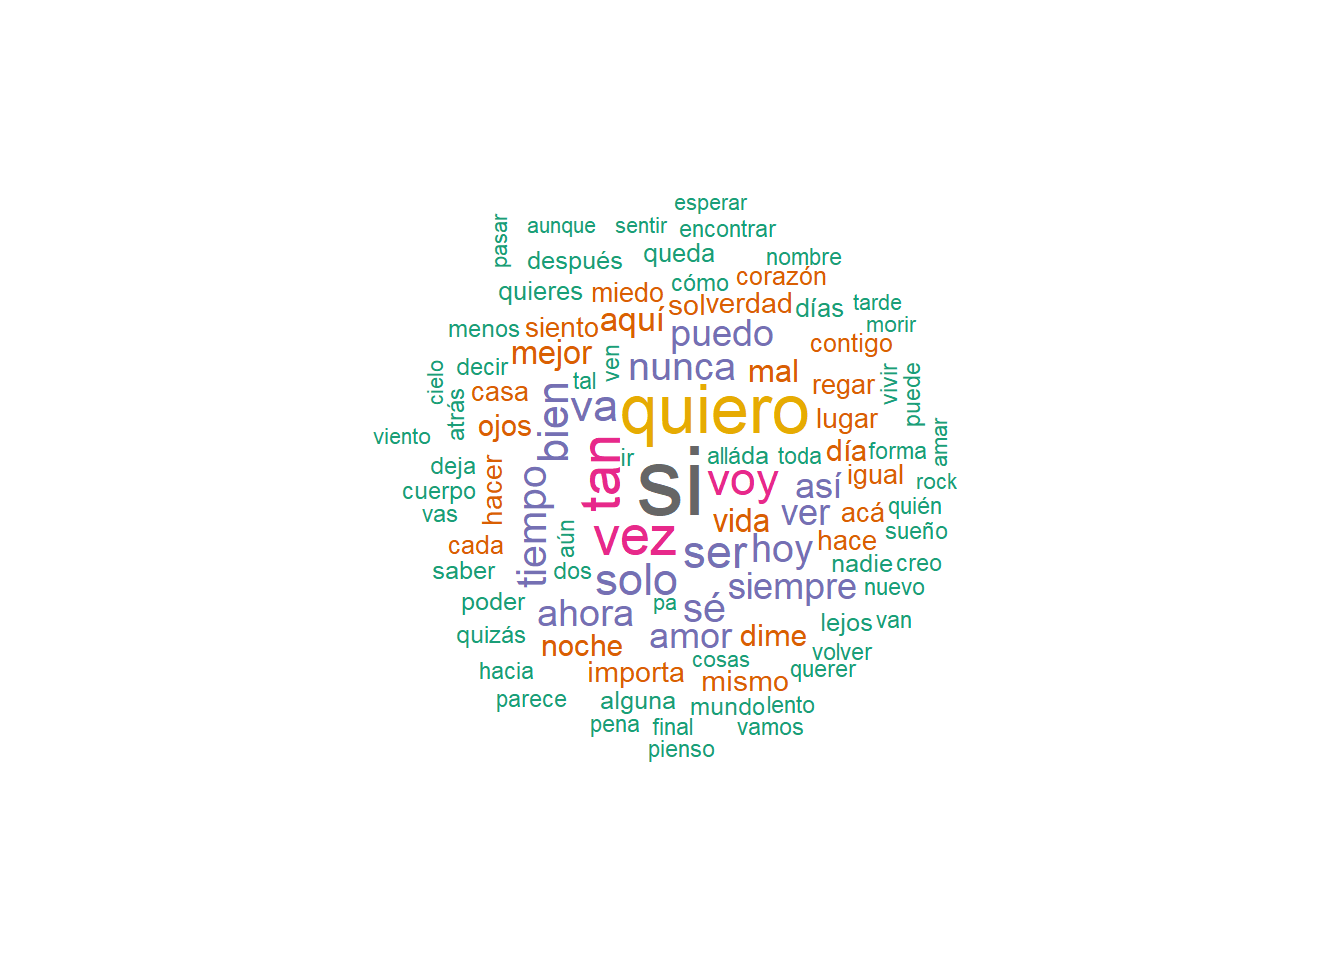 esperar
pasar
aunque
sentir
encontrar
después
queda
nombre
quieres
miedo
cómo
corazón
sol
verdad
días
tarde
menos
siento
aquí
puedo
morir
mejor
ven
nunca
mal
contigo
cielo
decir
tal
regar
vivir
puede
casa
atrás
bien
va
quiero
lugar
viento
ojos
tan
ir
alláda
toda
día
forma
amar
deja
hacer
tiempo
si
voy
así
igual
rock
cuerpo
vas
vez
vida
ver
acá
quién
sueño
cada
aún
ser
hoy
hace
saber
dos
solo
siempre
nadie
creo
nuevo
poder
ahora
pa
sé
lejos
van
quizás
noche
amor
dime
volver
hacia
importa
cosas
mismo
querer
parece
alguna
mundo
lento
pena
final
vamos
pienso